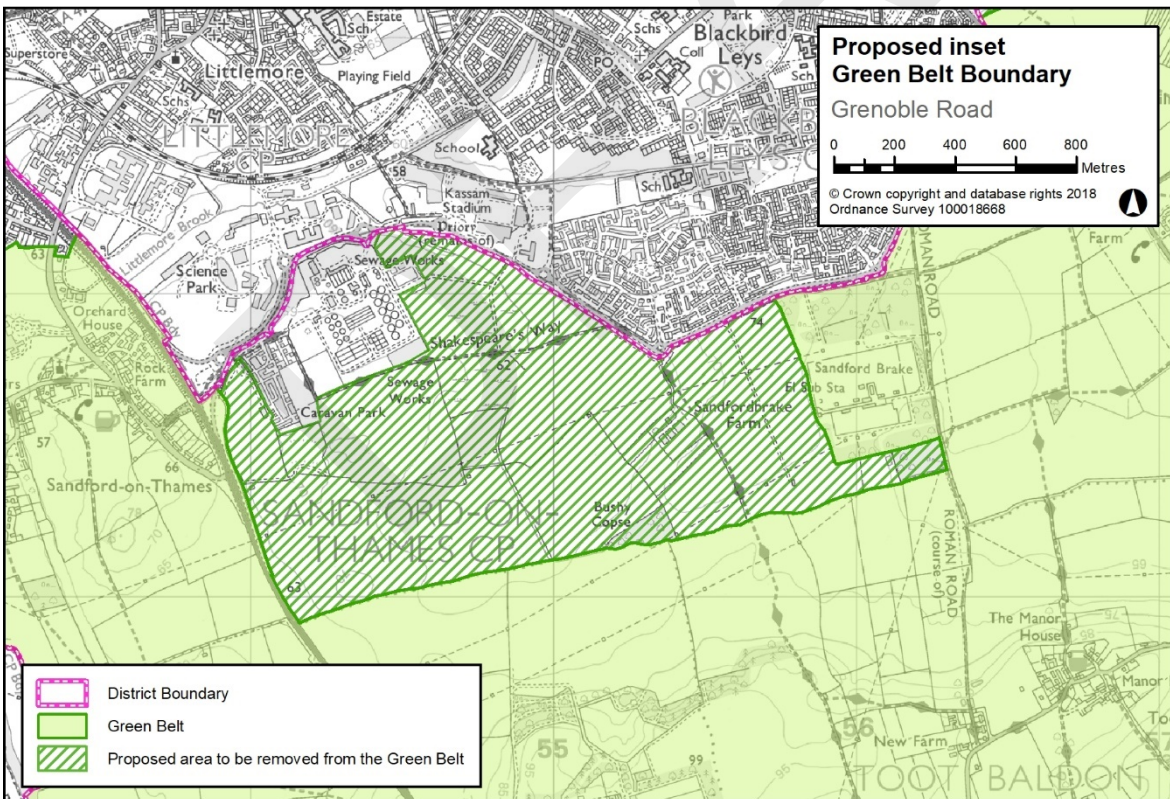 Proposed inset
Green Belt Boundary
Grenoble Road
0 200 400 600 800
Metres
© Crown copyright and database rights 2018
Ordnance Survey 100018668
Estate
Sch
Superstore
Littlemore
Schs
Playing Field
LITTLEMORE
CP
Schs
Park
Blackbird
Leys
Coll
PO
Sch
School
58
Kassam
Stadium
Sch
Priory
Littlemore Brook
Science
Park
Sewage Works
63
Orchard
House
Rock
Farm
Shakespeare's Way
62
74
Sewage
Works
Caravan Park
Sandford Brake
El Sub Sta
Sandfordbrake
Farm
ROMAN ROAD
Farm
57
66
Sandford-on-Thames
78
SANDFORD-ON-
THAMES CP
Bushy
Copse
63
ROMAN ROAD
(course of)
The Manor
House
Manor
55
56
New Farm
99
95
TOOT BALDON
District Boundary
Green Belt
Proposed area to be removed from the Green Belt